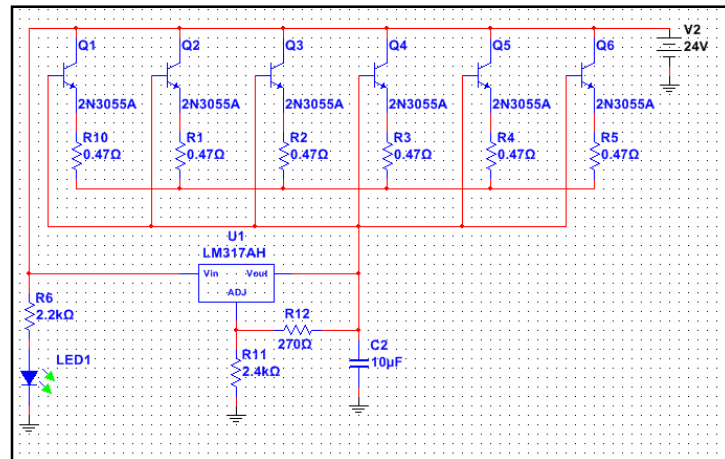 Q1 Q2 Q3 Q4 Q5 Q6 V2
24V
2N3055A 2N3055A 2N3055A 2N3055A 2N3055A 2N3055A
R10 R1 R2 R3 R4 R5
0.47Ω 0.47Ω 0.47Ω 0.47Ω 0.47Ω 0.47Ω
U1
LM317AH
Vin Vout
ADJ
R6
2.2kΩ
R12
270Ω
C2
10µF
R11
2.4kΩ
LED1